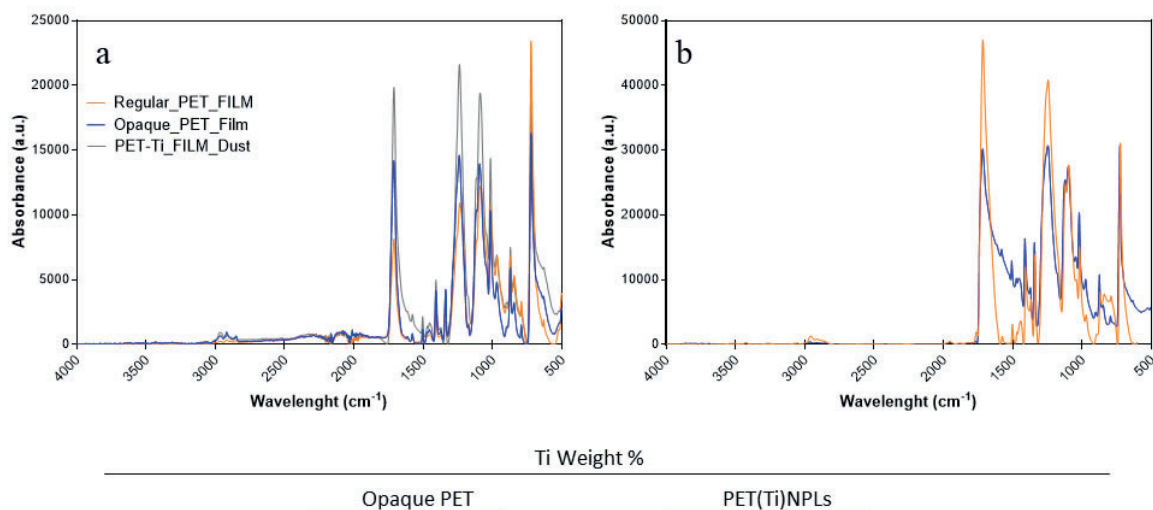 a
25000
20000
15000
10000
5000
0
Absorbance (a.u.)
Regular_PET_FILM
Opaque_PET_Film
PET-Ti_FILM_Dust
4000 3500 3000 2500 2000 1500 1000 500
Wavelenght (cm-1)
b
50000
40000
30000
20000
10000
0
Absorbance (a.u.)
4000 3500 3000 2500 2000 1500 1000 500
Wavelenght (cm-1)
Ti Weight %
Opaque PET PET(Ti)NPLs